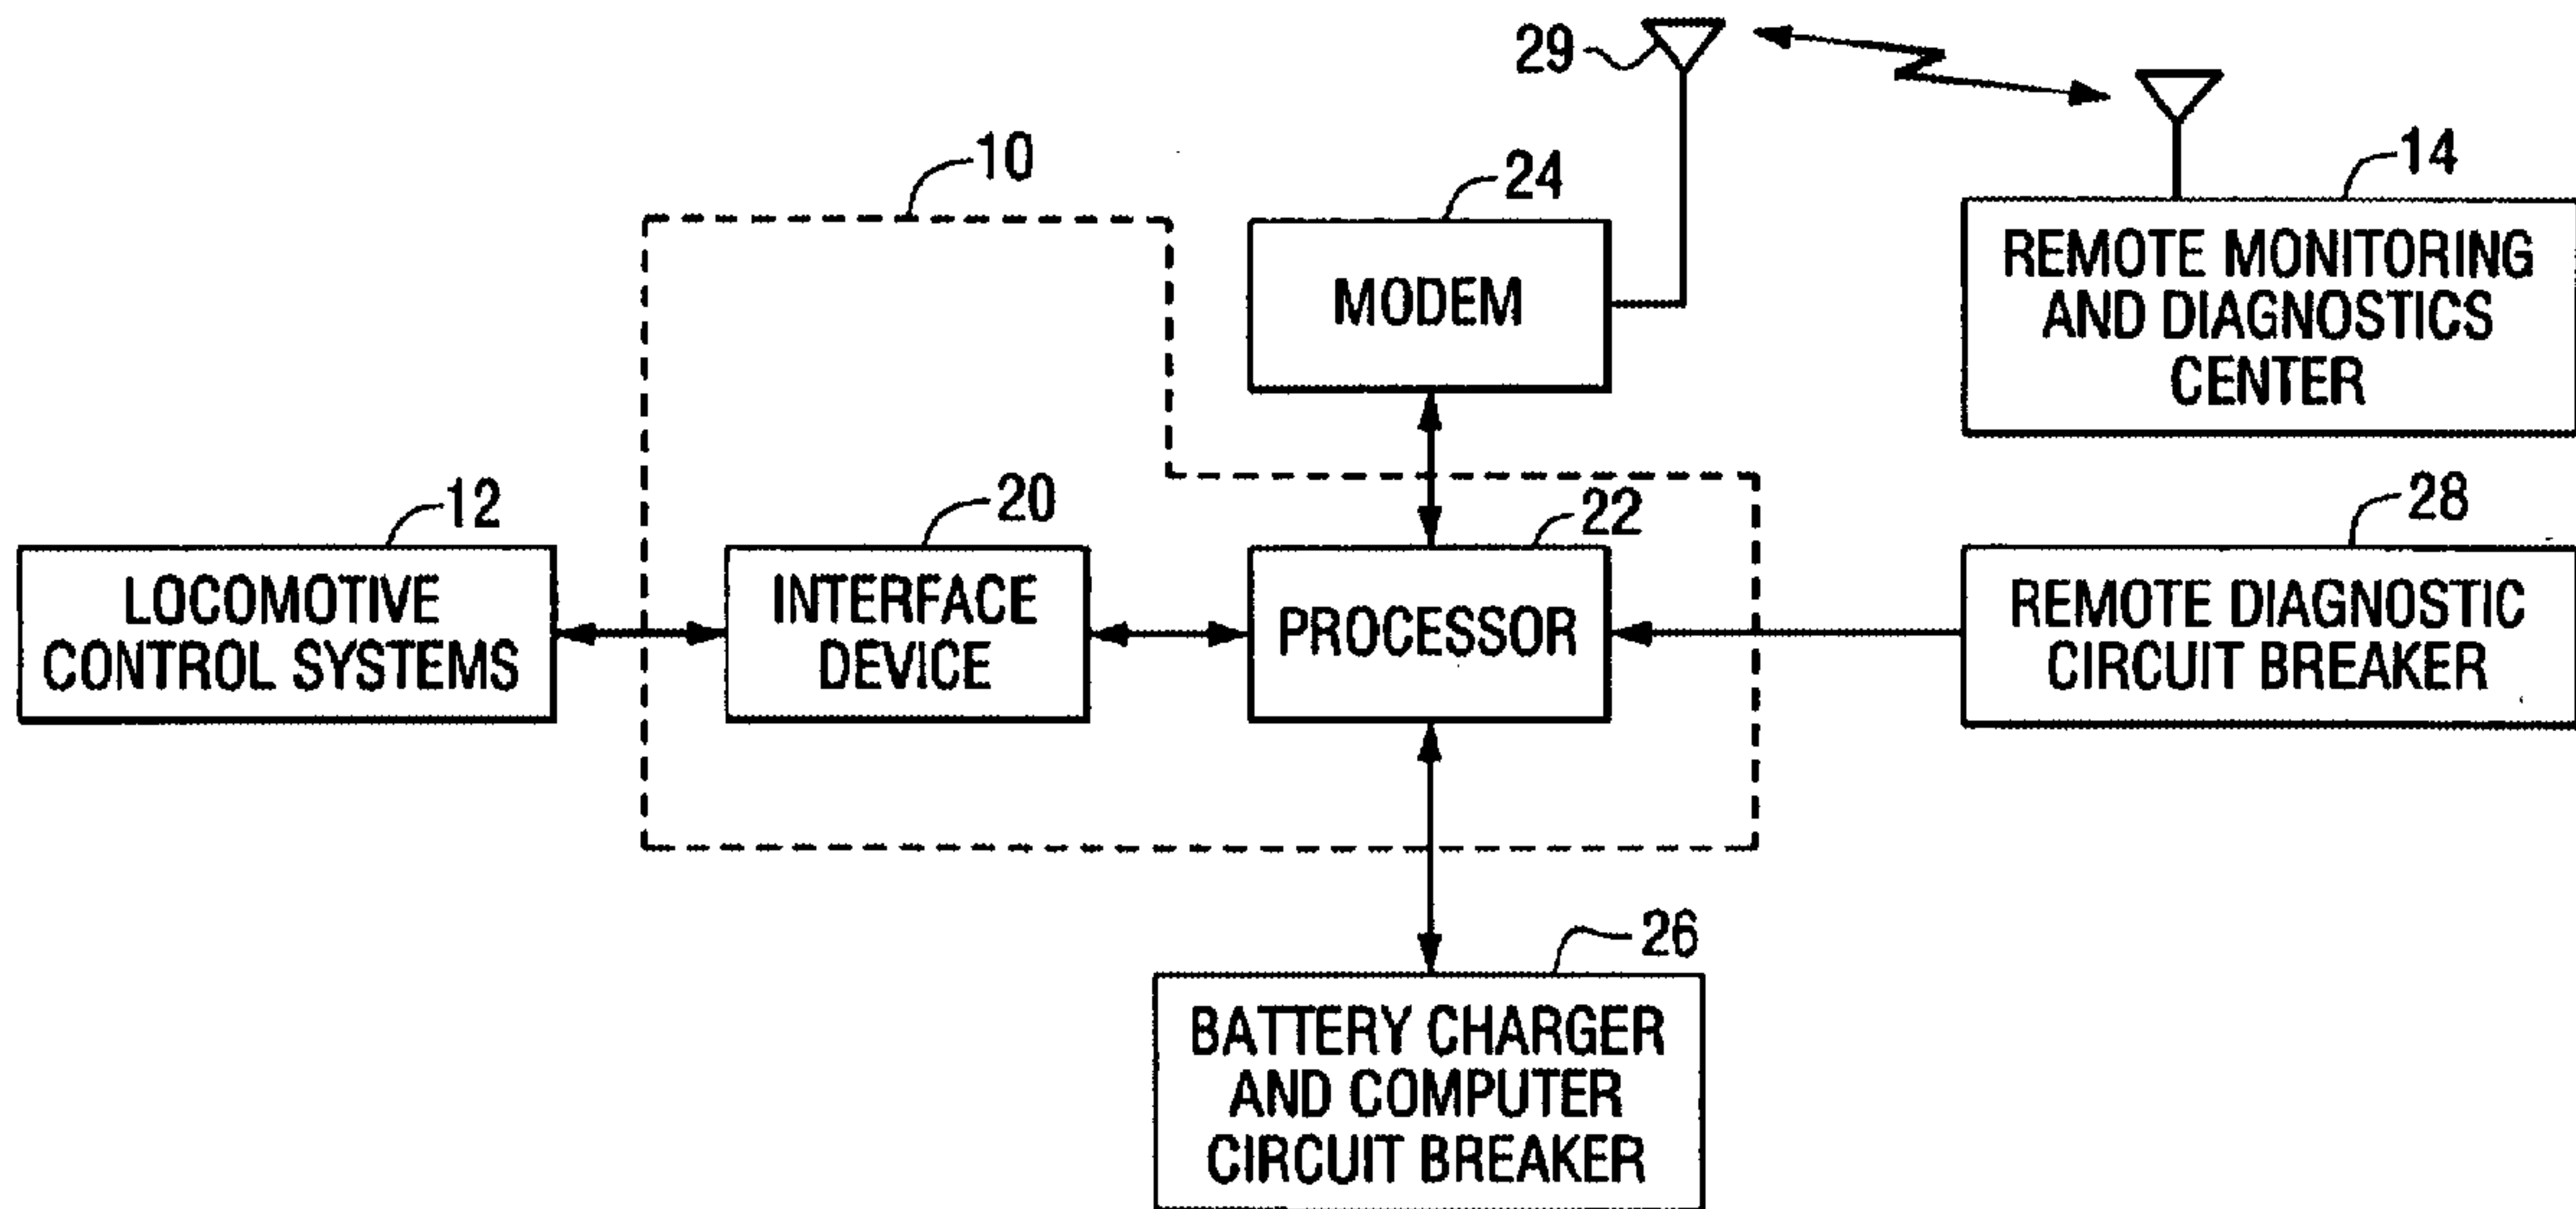 29
10
24
14
MODEM
REMOTE MONITORING
AND DIAGNOSTICS
CENTER
12
20
22
28
LOCOMOTIVE
CONTROL SYSTEMS
INTERFACE
DEVICE
PROCESSOR
REMOTE DIAGNOSTIC
CIRCUIT BREAKER
26
BATTERY CHARGER
AND COMPUTER
CIRCUIT BREAKER